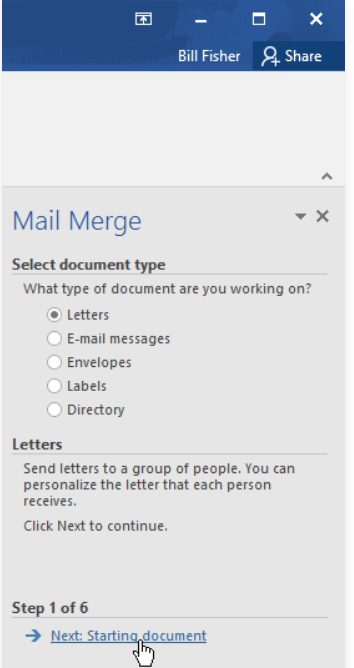 Bill Fisher Share
Mail Merge
Select document type
What type of document are you working on?
Letters
E-mail messages
Envelopes
Labels
Directory
Letters
Send letters to a group of people. You can
personalize the letter that each person
receives.
Click Next to continue.
Step 1 of 6
Next: Starting document